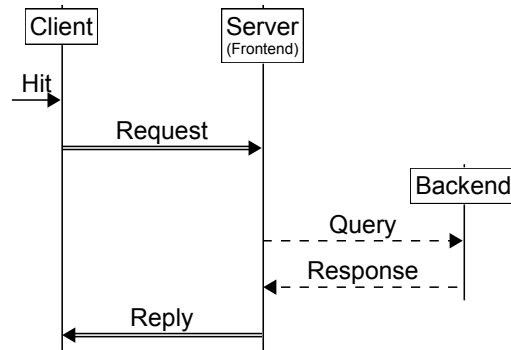 Client
Server
(Frontend)
Hit
Request
Backend
Query
Response
Reply